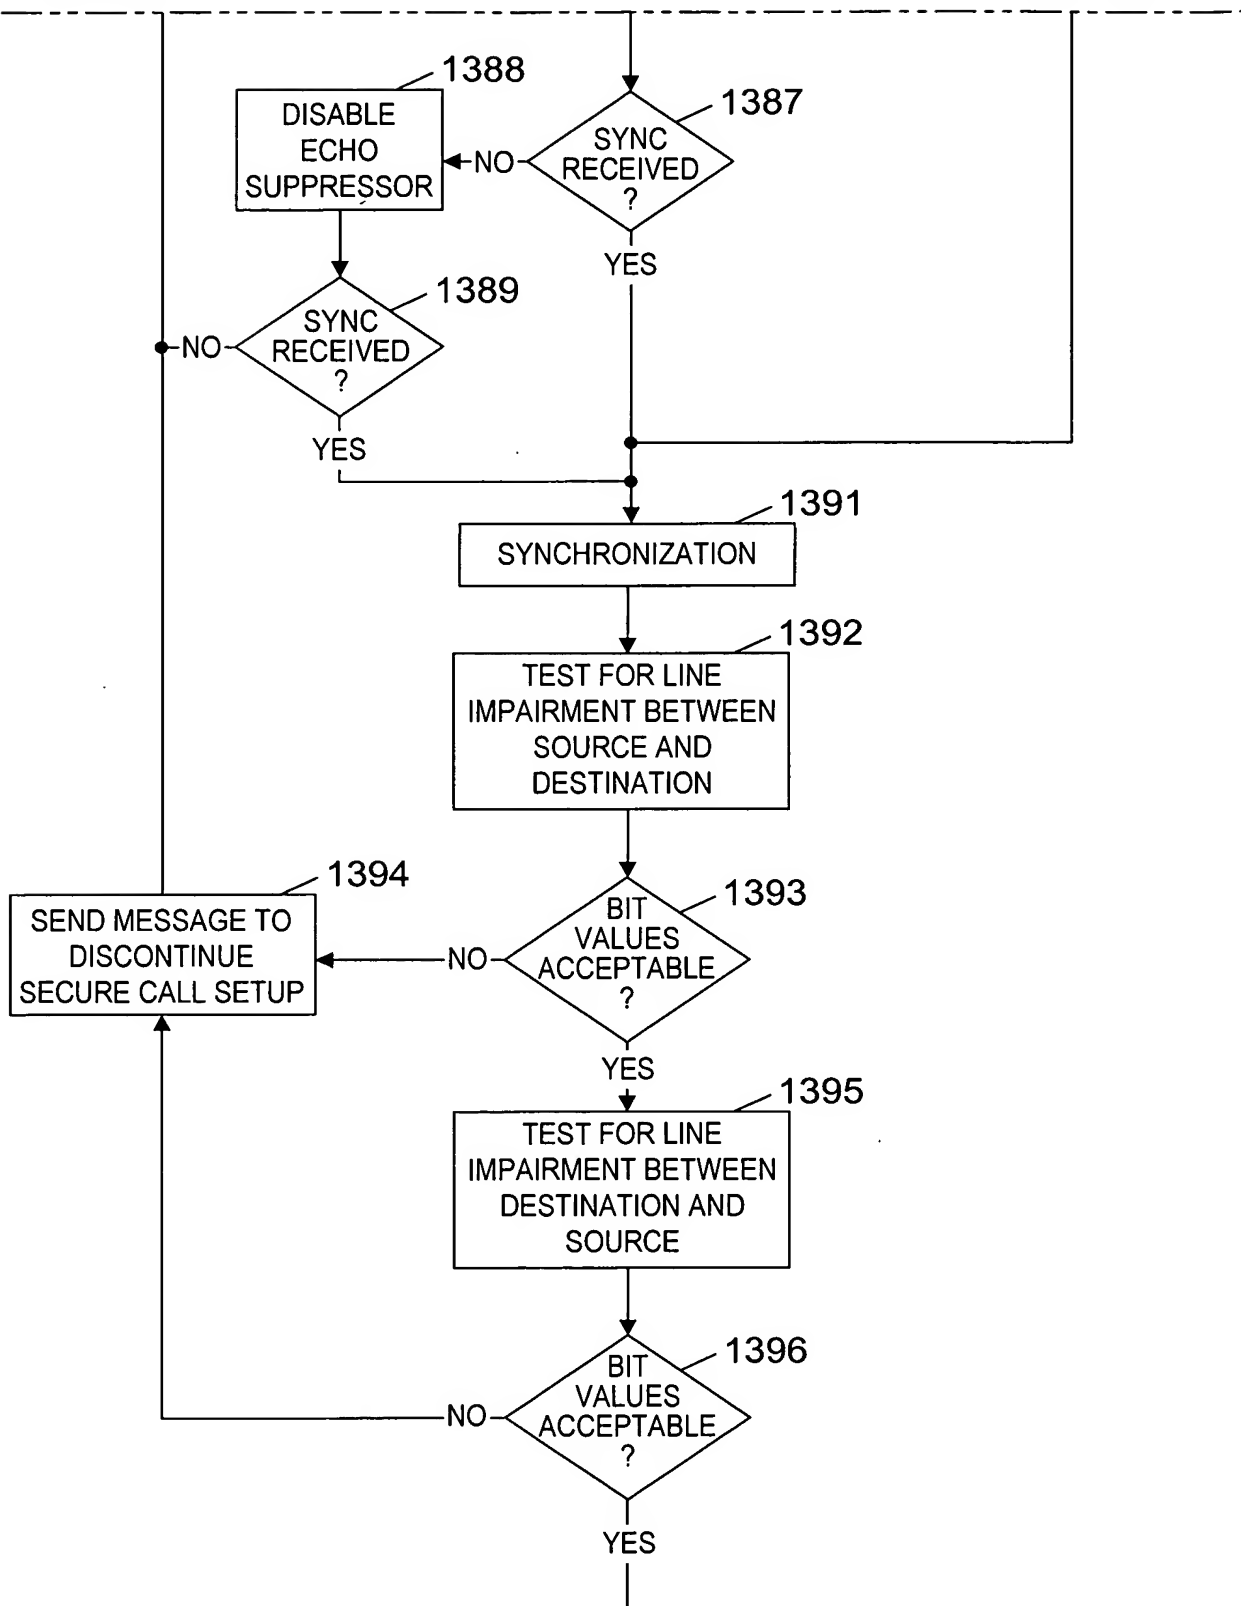 1388
DISABLE
ECHO
SUPPRESSOR
1387
SYNC
RECEIVED
?
NO
YES
1389
SYNC
RECEIVED
?
NO
YES
1391
SYNCHRONIZATION
1392
TEST FOR LINE
IMPAIRMENT BETWEEN
SOURCE AND
DESTINATION
1394
SEND MESSAGE TO
DISCONTINUE
SECURE CALL SETUP
1393
BIT
VALUES
ACCEPTABLE
?
NO
YES
1395
TEST FOR LINE
IMPAIRMENT BETWEEN
DESTINATION AND
SOURCE
1396
BIT
VALUES
ACCEPTABLE
?
NO
YES